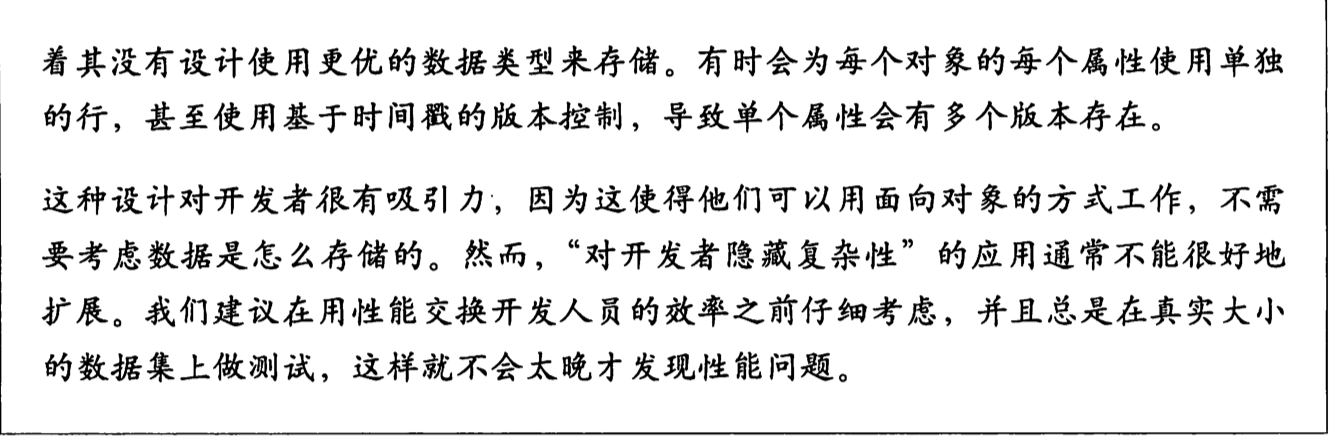 着其没有设计使用更优的数据类型来存储。有时会为每个对象的每个属性使用单独
的行，甚至使用基于时间戳的版本控制，导致单个属性会有多个版本存在。
这种设计对开发者很有吸引力，因为这使得他们可以用面向对象的方式工作，不需
要考虑数据是怎么存储的。然而，“对开发者隐藏复杂性”的应用通常不能很好地
扩展。我们建议在用性能交换开发人员的效率之前仔细考虑，并且总是在真实大小
的数据集上做测试，这样就不会太晚才发现性能问题。